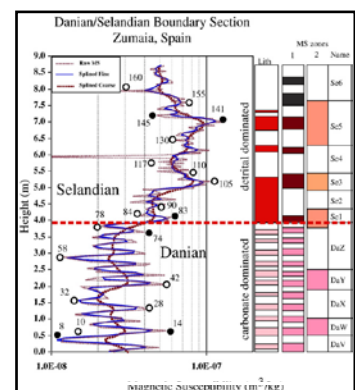 Danian/Selandian Boundary Section
Zumaia, Spain
MS zones
Lith 1 2 Name
9,0
8,5
8,0
7,5
7,0
6,5
6,0
5,5
5,0
4,5
4,0
3,5
3,0
2,5
2,0
1,5
1,0
0,5
0,0
Height (m)
Raw MS
Splined Fine
Splined Coarse
160
155
145
141
130
117
110
105
90
84
83
78
74
58
42
32
28
14
10
8
Selandian
Danian
detrital dominated
carbonate dominated
Se6
Se5
Se4
Se3
Se2
Se1
DaZ
DaY
DaX
DaW
DaV
1,0E-08
1,0E-07
Magnetic Susceptibility (m³/kg)